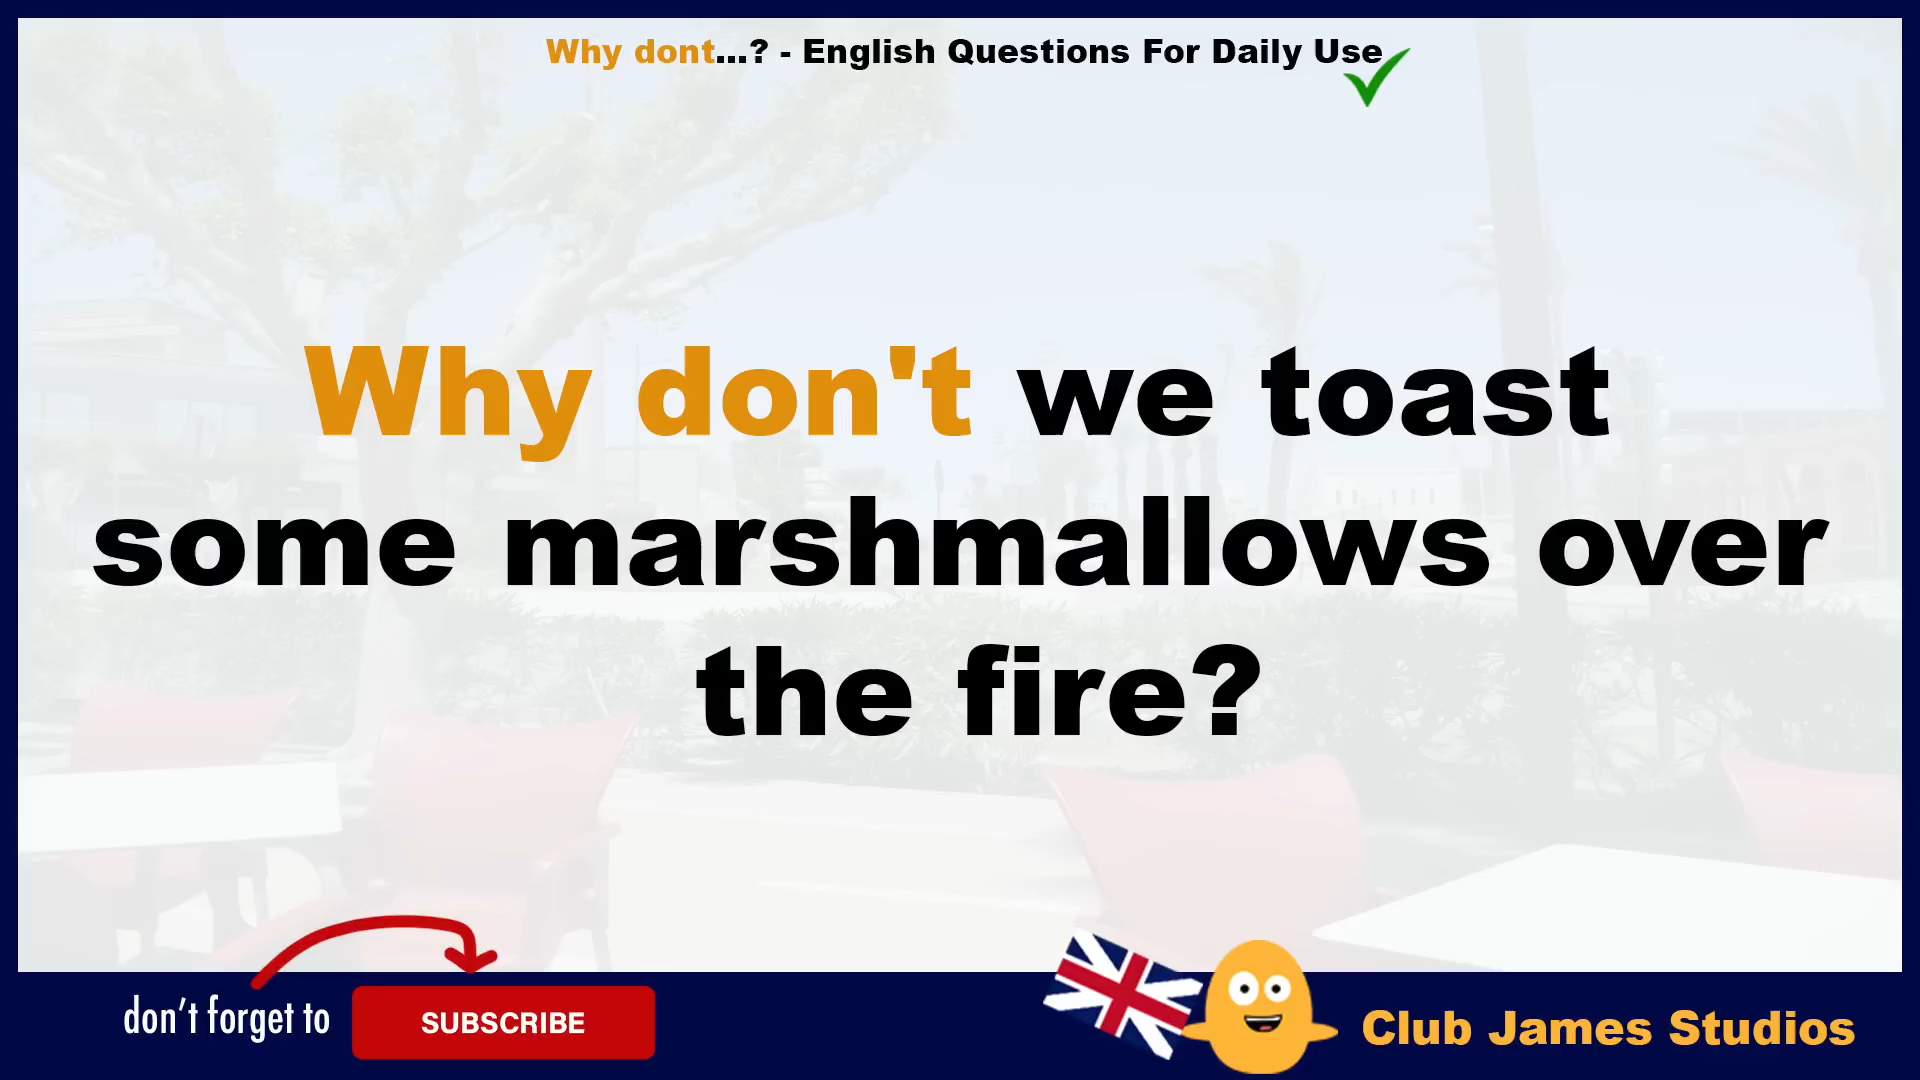 Why dont...? - English Questions For Daily Use
Why don't we toast
some marshmallows over
the fire?
don't forget to
SUBSCRIBE
Club James Studios